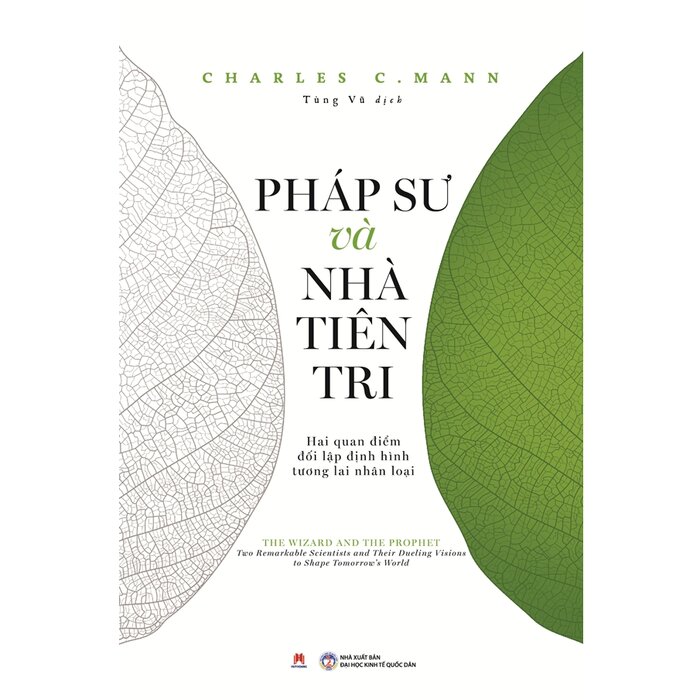 CHARLES C. MANN
Tùng Vũ dịch
PHÁP SƯ
và
NHÀ
TIÊN
TRI
Hai quan điểm
đối lập định hình
tương lai nhân loại
THE WIZARD AND THE PROPHET
Two Remarkable Scientists and Their Dueling Visions
to Shape Tomorrow's World
NHÀ XUẤT BẢN
ĐẠI HỌC KINH TẾ QUỐC DÂN